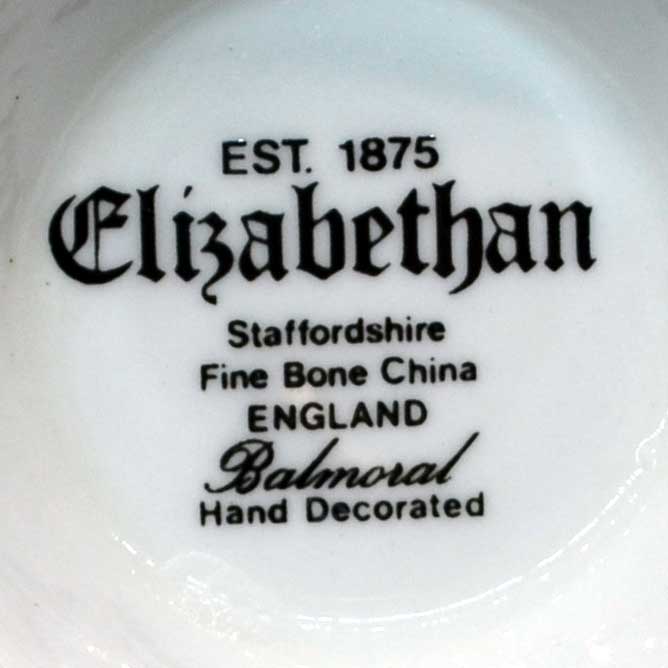 EST. 1875
Elizabethan
Staffordshire
Fine Bone China
ENGLAND
Balmoral
Hand Decorated